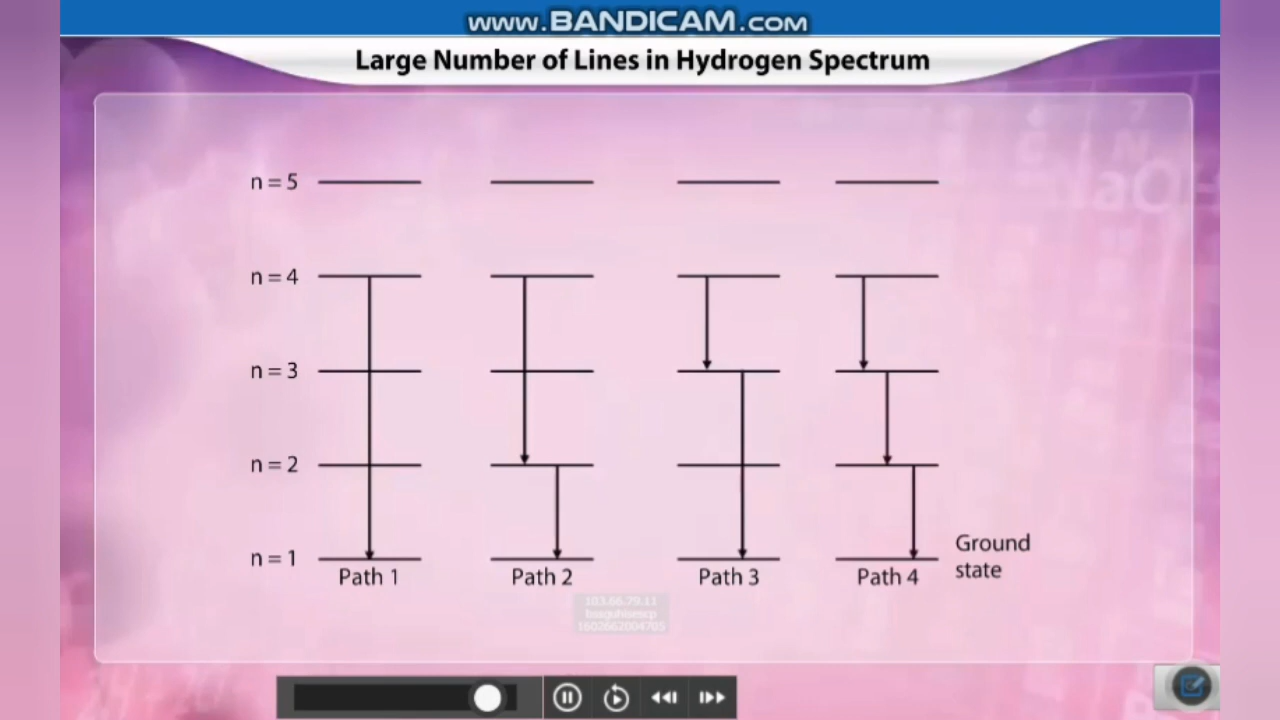 www.BANDICAM.com
Large Number of Lines in Hydrogen Spectrum
n = 5
n = 4
n = 3
n = 2
n = 1
Ground
state
Path 1
Path 2
Path 3
Path 4